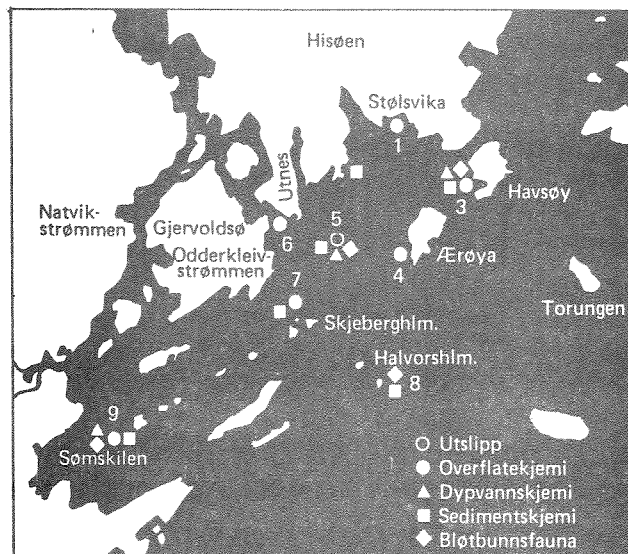 Hisøen
Stølsvika
1
Utnes
Havsøy
3
Natvik-
strømmen
Gjervoldsø
5
6
Odderkleiv-
strømmen
4
Ærøya
7
Torungen
Skjeberghlm.
Halvorshlm.
8
9
Sømskilen
Utslipp
Overflatekjemi
Dypvannskjemi
Sedimentskjemi
Bløtbunnsfauna